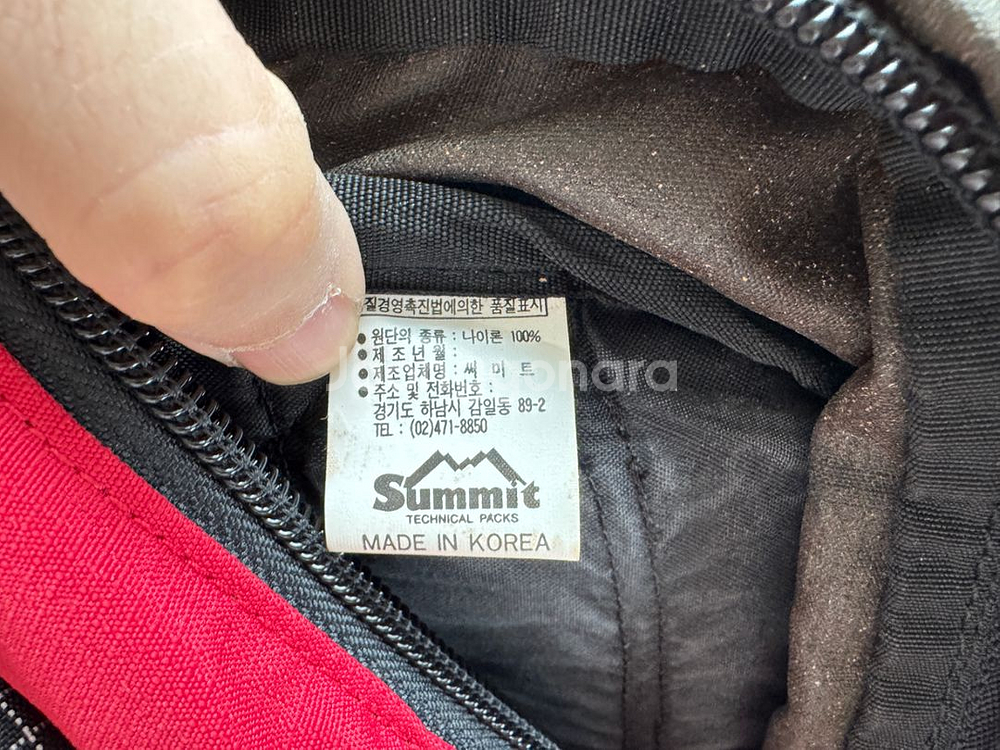 질경영촉진법에의한 품질표시
● 원단의 종류 : 나이론 100%
● 제 조 년 월 :
● 제조업체명 : 써 미 트
● 주소 및 전화번호 :
경기도 하남시 감일동 89-2
TEL : (02)471-8850
Summit
TECHNICAL PACKS
MADE IN KOREA